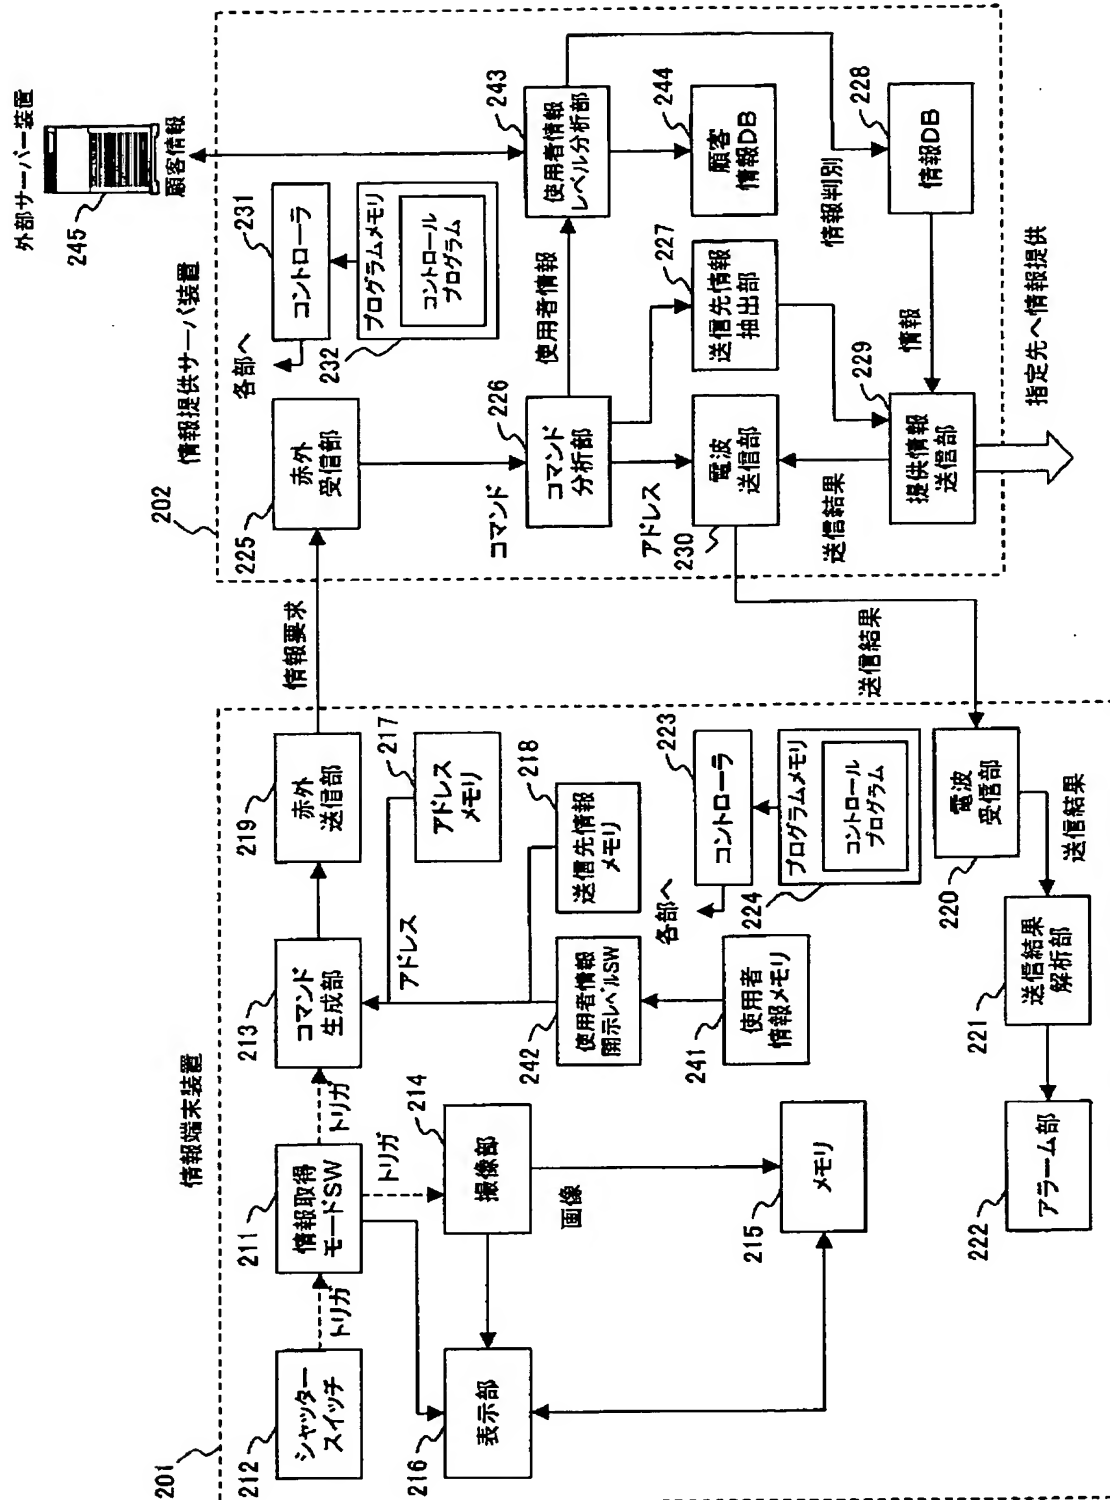 外部サーバー装置
245
顧客情報
情報提供サーバ装置
202
225
赤外
受信部
各部へ
コントローラ
231
プログラムメモリ
コントロール
プログラム
232
コマンド
226
コマンド
分析部
使用者情報
243
使用者情報
レベル分析部
アドレス
230
電波
送信部
227
送信先情報
抽出部
244
顧客
情報DB
情報判別
送信結果
229
提供情報
送信部
情報
228
情報DB
指定先へ情報提供
情報要求
送信結果
情報端末装置
201
212
シャッター
スイッチ
トリガ
211
情報取得
モードSW
トリガ
トリガ
213
コマンド
生成部
219
赤外
送信部
アドレス
217
アドレス
メモリ
216
表示部
214
撮像部
画像
242
使用者情報
開示レベルSW
218
送信先情報
メモリ
各部へ
223
コントローラ
215
メモリ
241
使用者
情報メモリ
224
プログラムメモリ
コントロール
プログラム
220
電波
受信部
送信結果
222
アラーム部
221
送信結果
解析部